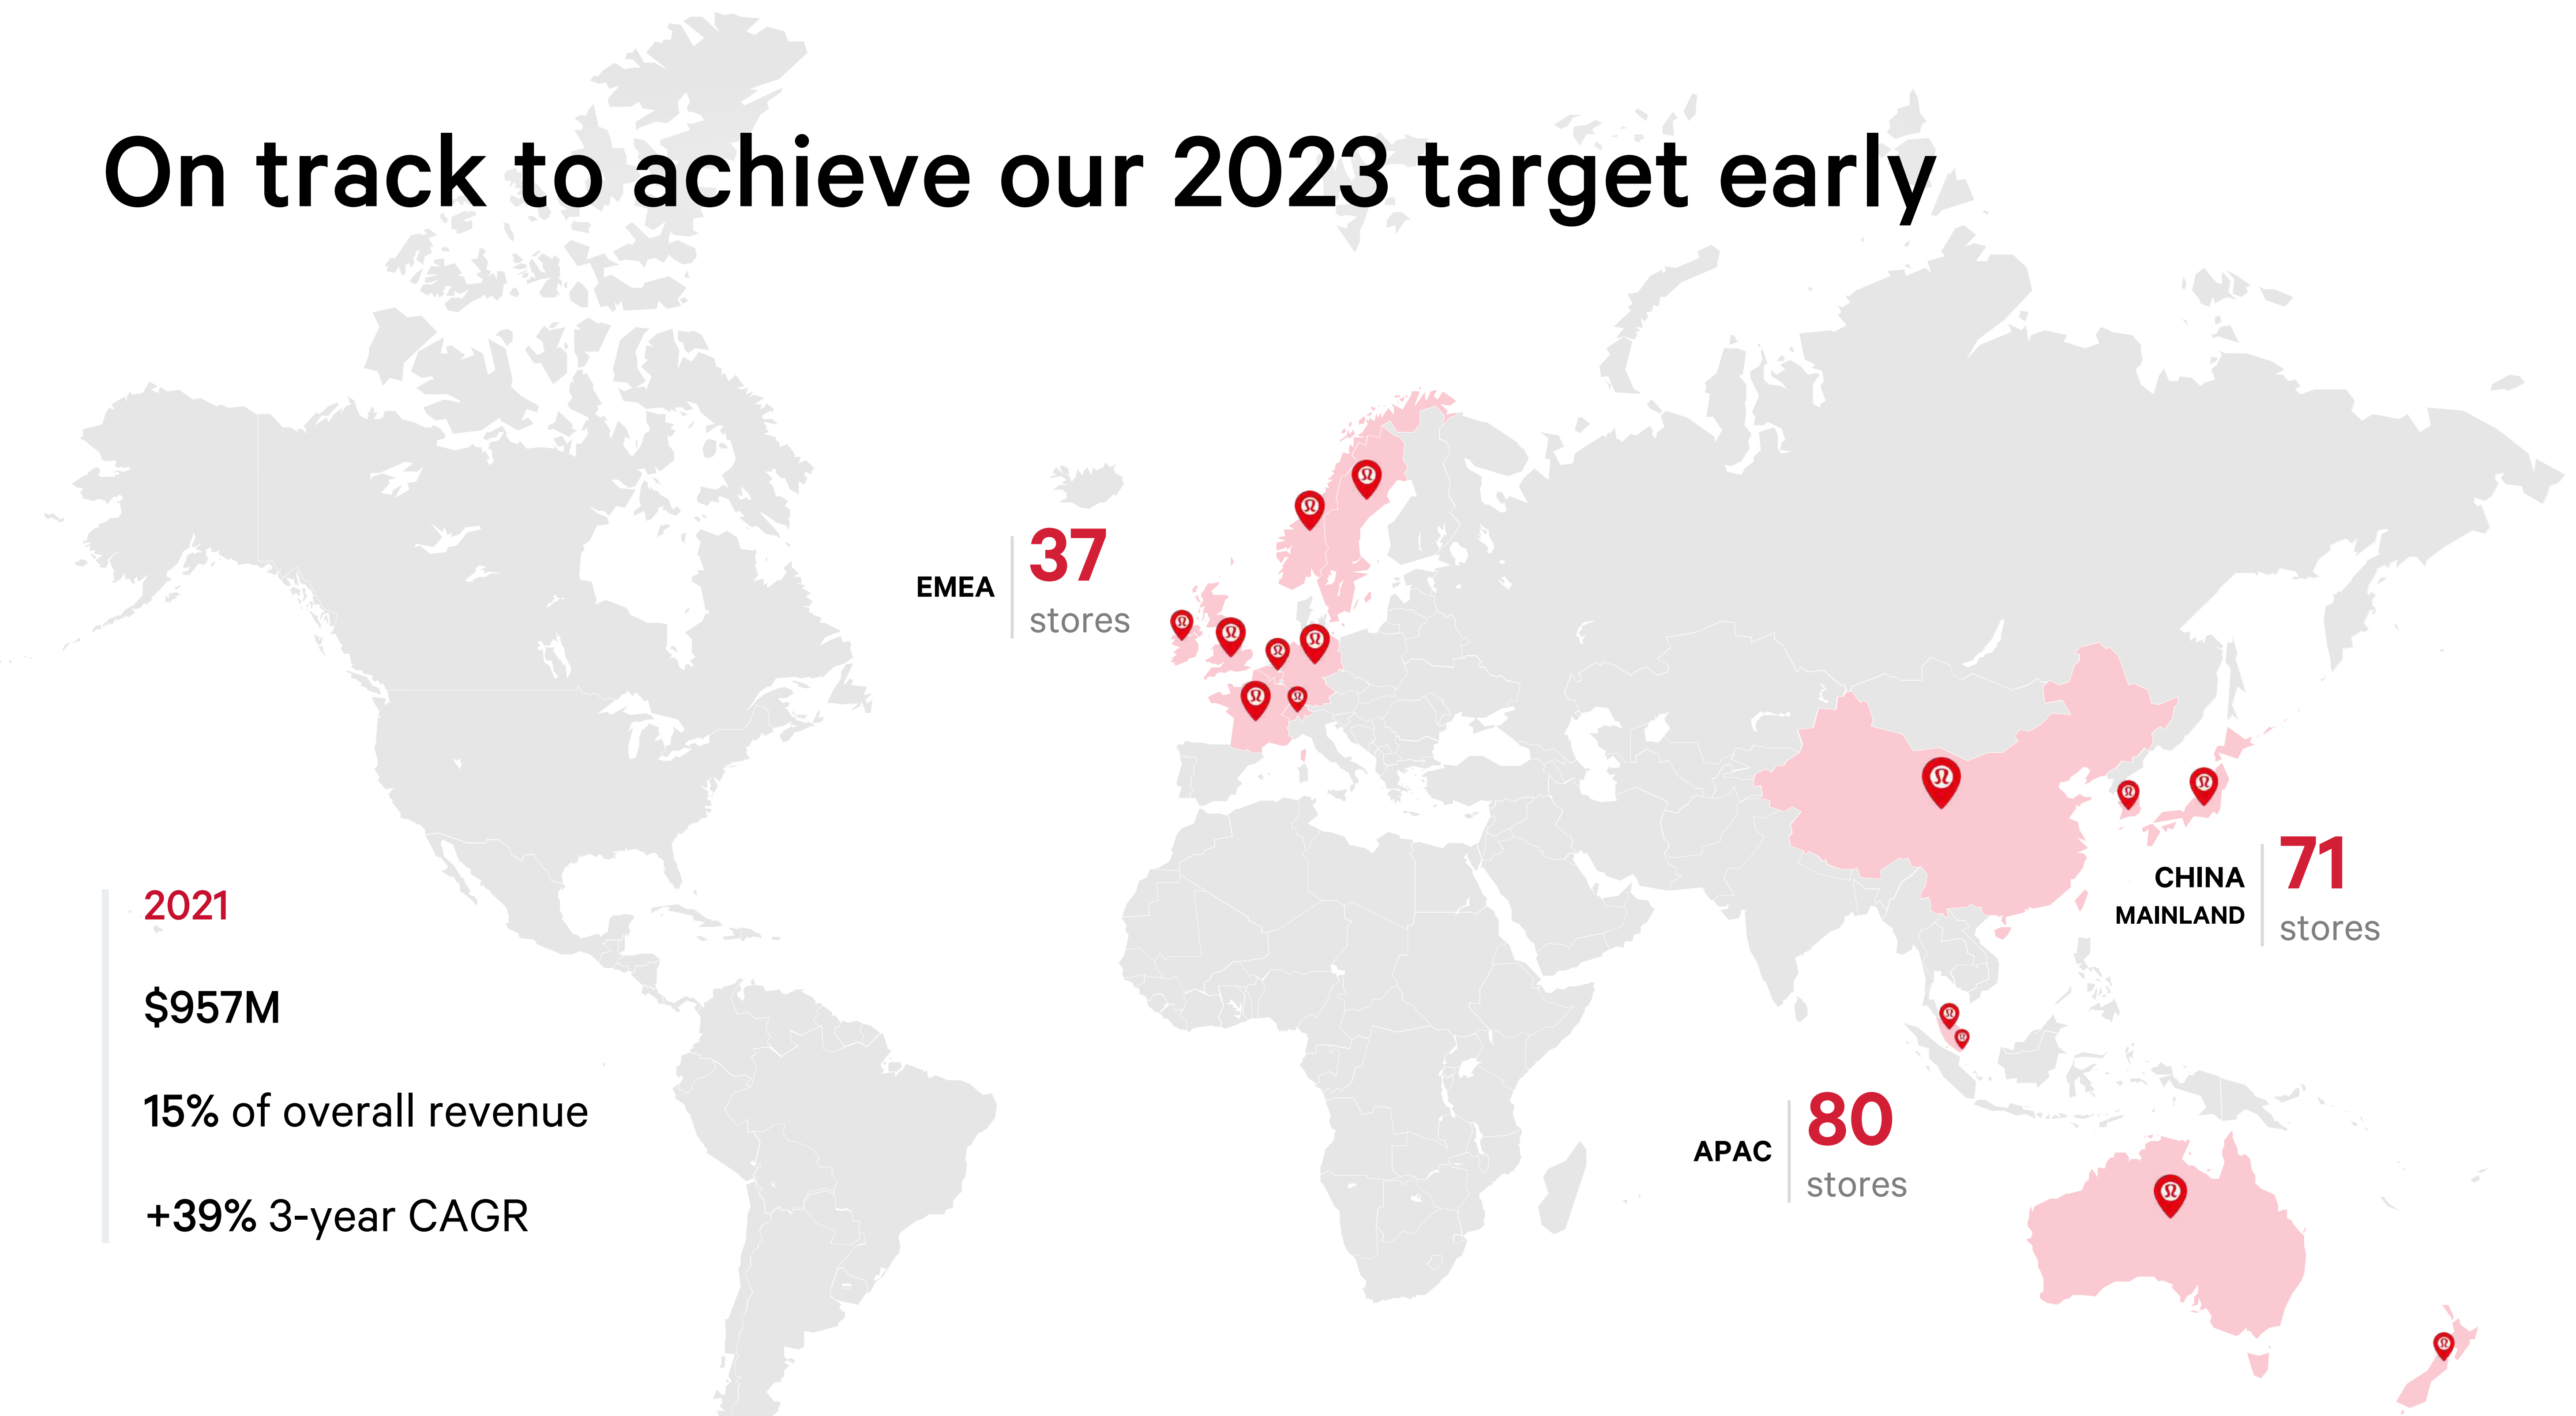 On track to achieve our 2023 target early
EMEA
37
stores
CHINA
MAINLAND
71
stores
2021
$957M
15% of overall revenue
+39% 3-year CAGR
APAC
80
stores